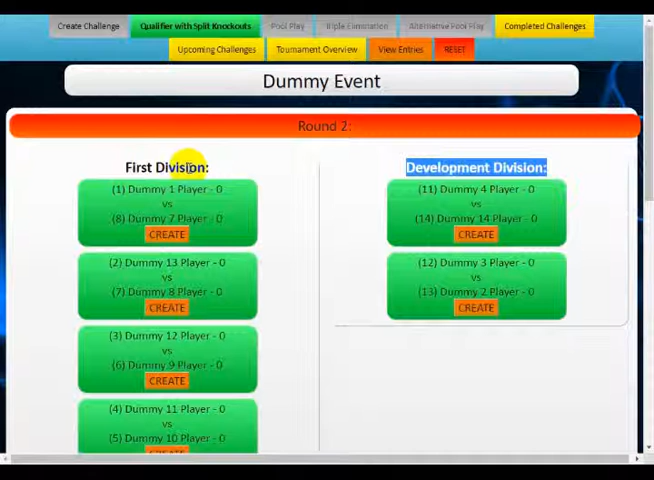 Create Challenge
Qualifier with Split Knockouts
Pool Play
Triple Elimination
Alternative Pool Play
Completed Challenges
Upcoming Challenges
Tournament Overview
View Entries
RESET
Dummy Event
Round 2:
First Division:
(1) Dummy 1 Player - 0
vs
(8) Dummy 7 Player - 0
CREATE
(2) Dummy 13 Player - 0
vs
(7) Dummy 8 Player - 0
CREATE
(3) Dummy 12 Player - 0
vs
(6) Dummy 9 Player - 0
CREATE
(4) Dummy 11 Player - 0
vs
(5) Dummy 10 Player - 0
CREATE
Development Division:
(11) Dummy 4 Player - 0
vs
(14) Dummy 14 Player - 0
CREATE
(12) Dummy 3 Player - 0
vs
(13) Dummy 2 Player - 0
CREATE